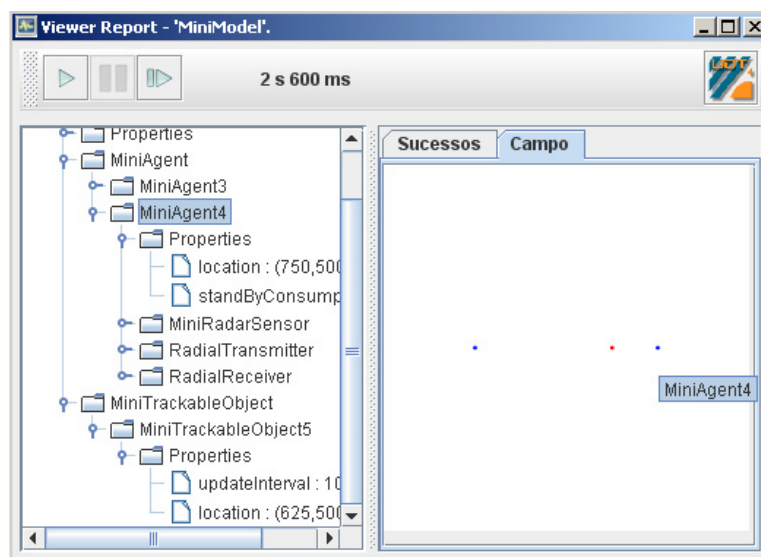 Viewer Report - 'MiniModel'.
2 s 600 ms
Properties
MiniAgent
MiniAgent3
MiniAgent4
Properties
location : (750,500
standByConsump
MiniRadarSensor
RadialTransmitter
RadialReceiver
MiniTrackableObject
MiniTrackableObject5
Properties
updateInterval : 10
location : (625,500
Sucessos Campo
MiniAgent4